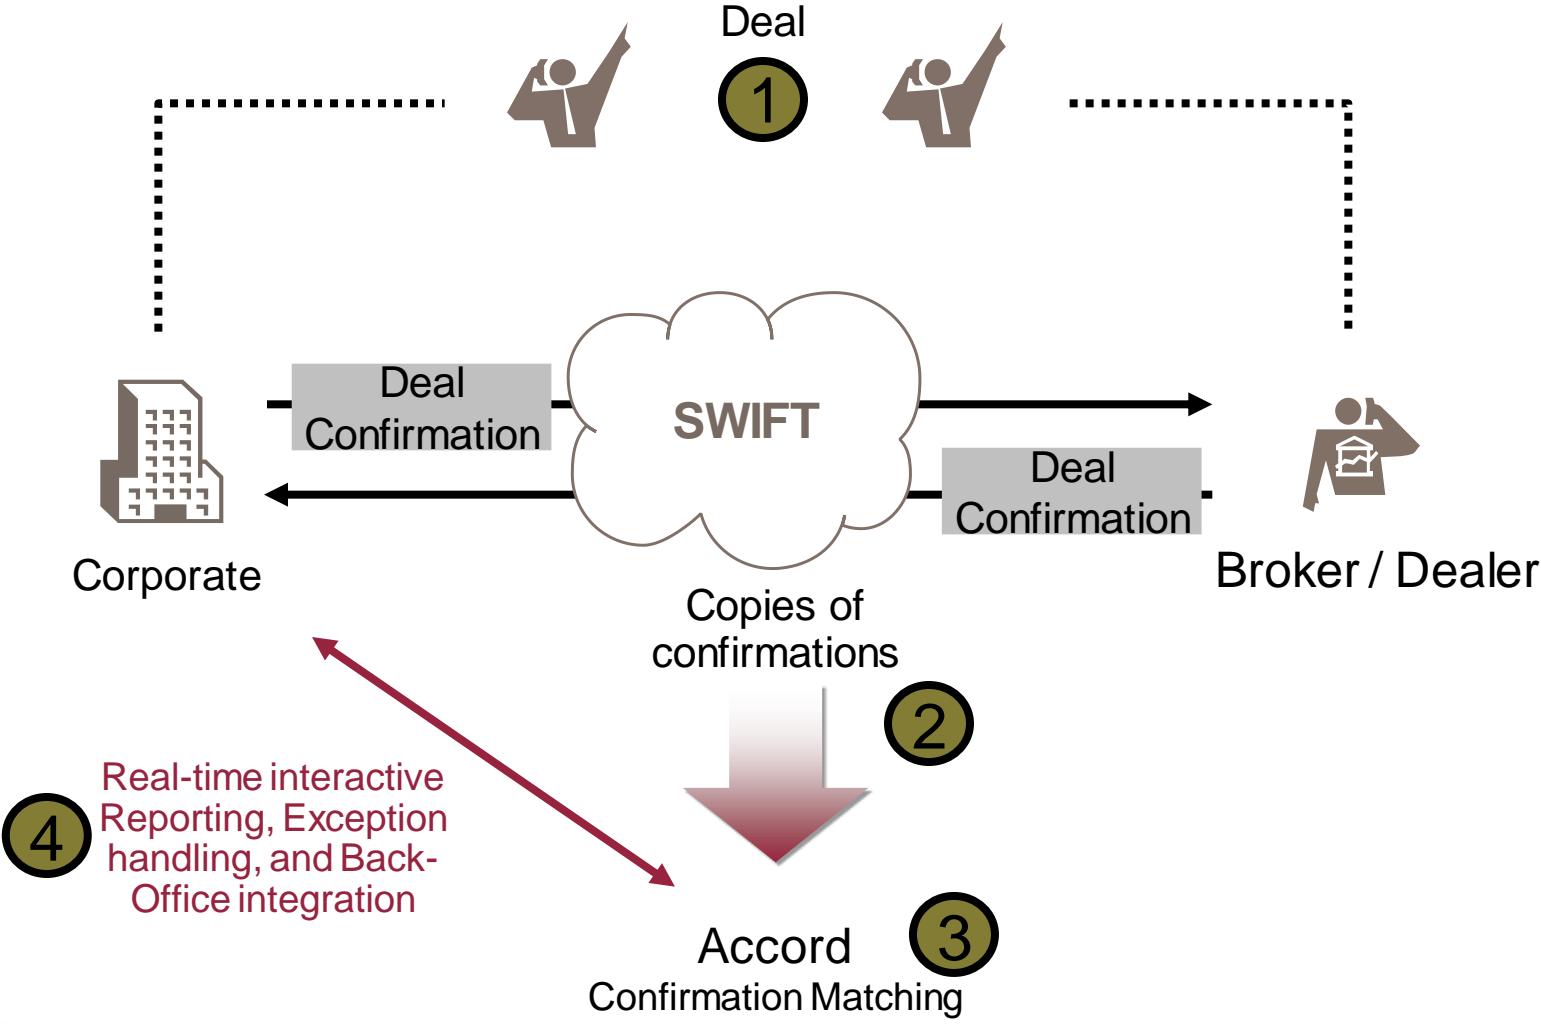 Deal
1
Deal
Confirmation
SWIFT
Deal
Confirmation
Corporate
Broker / Dealer
Copies of
confirmations
2
Real-time interactive
Reporting, Exception
handling, and Back-
Office integration
4
3
Accord
Confirmation Matching